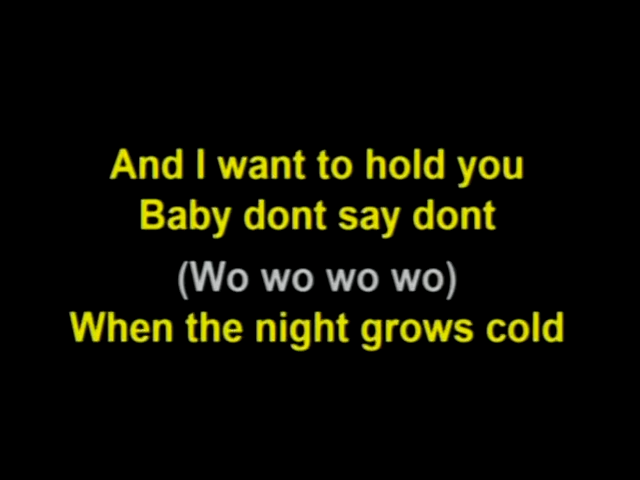 And I want to hold you
Baby dont say dont
(Wo wo wo wo)
When the night grows cold